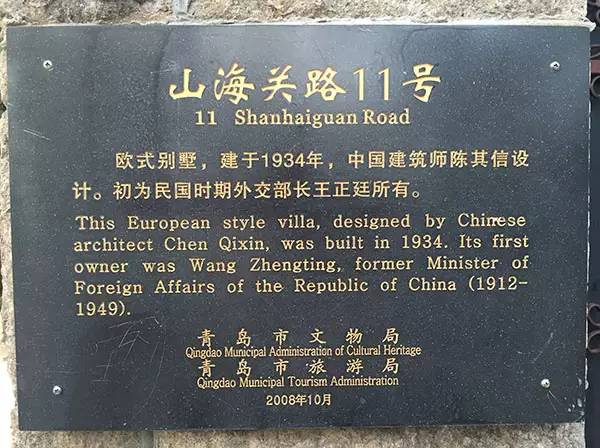 山海关路11号
11 Shanhaiguan Road
欧式别墅，建于1934年，中国建筑师陈其信设
计。初为民国时期外交部长王正廷所有。
This European style villa, designed by Chinese
architect Chen Qixin, was built in 1934. Its first
owner was Wang Zhengting, former Minister of
Foreign Affairs of the Republic of China (1912-
1949).
青岛市文物局
Qingdao Municipal Administration of Cultural Heritage
青岛市旅游局
Qingdao Municipal Tourism Administration
2008年10月